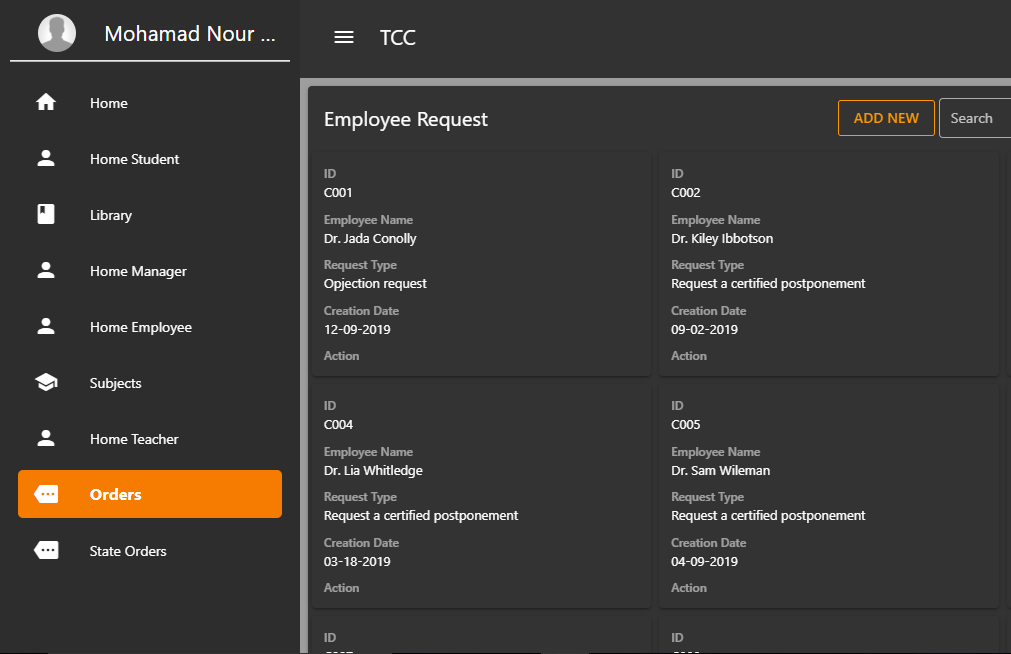 Mohamad Nour ...
TCC
Home
Home Student
Library
Home Manager
Home Employee
Subjects
Home Teacher
Orders
State Orders
Employee Request
ADD NEW
Search
ID
C001
Employee Name
Dr. Jada Conolly
Request Type
Opjection request
Creation Date
12-09-2019
Action
ID
C002
Employee Name
Dr. Kiley Ibbotson
Request Type
Request a certified postponement
Creation Date
09-02-2019
Action
ID
C004
Employee Name
Dr. Lia Whitledge
Request Type
Request a certified postponement
Creation Date
03-18-2019
Action
ID
C005
Employee Name
Dr. Sam Wileman
Request Type
Request a certified postponement
Creation Date
04-09-2019
Action
ID
ID